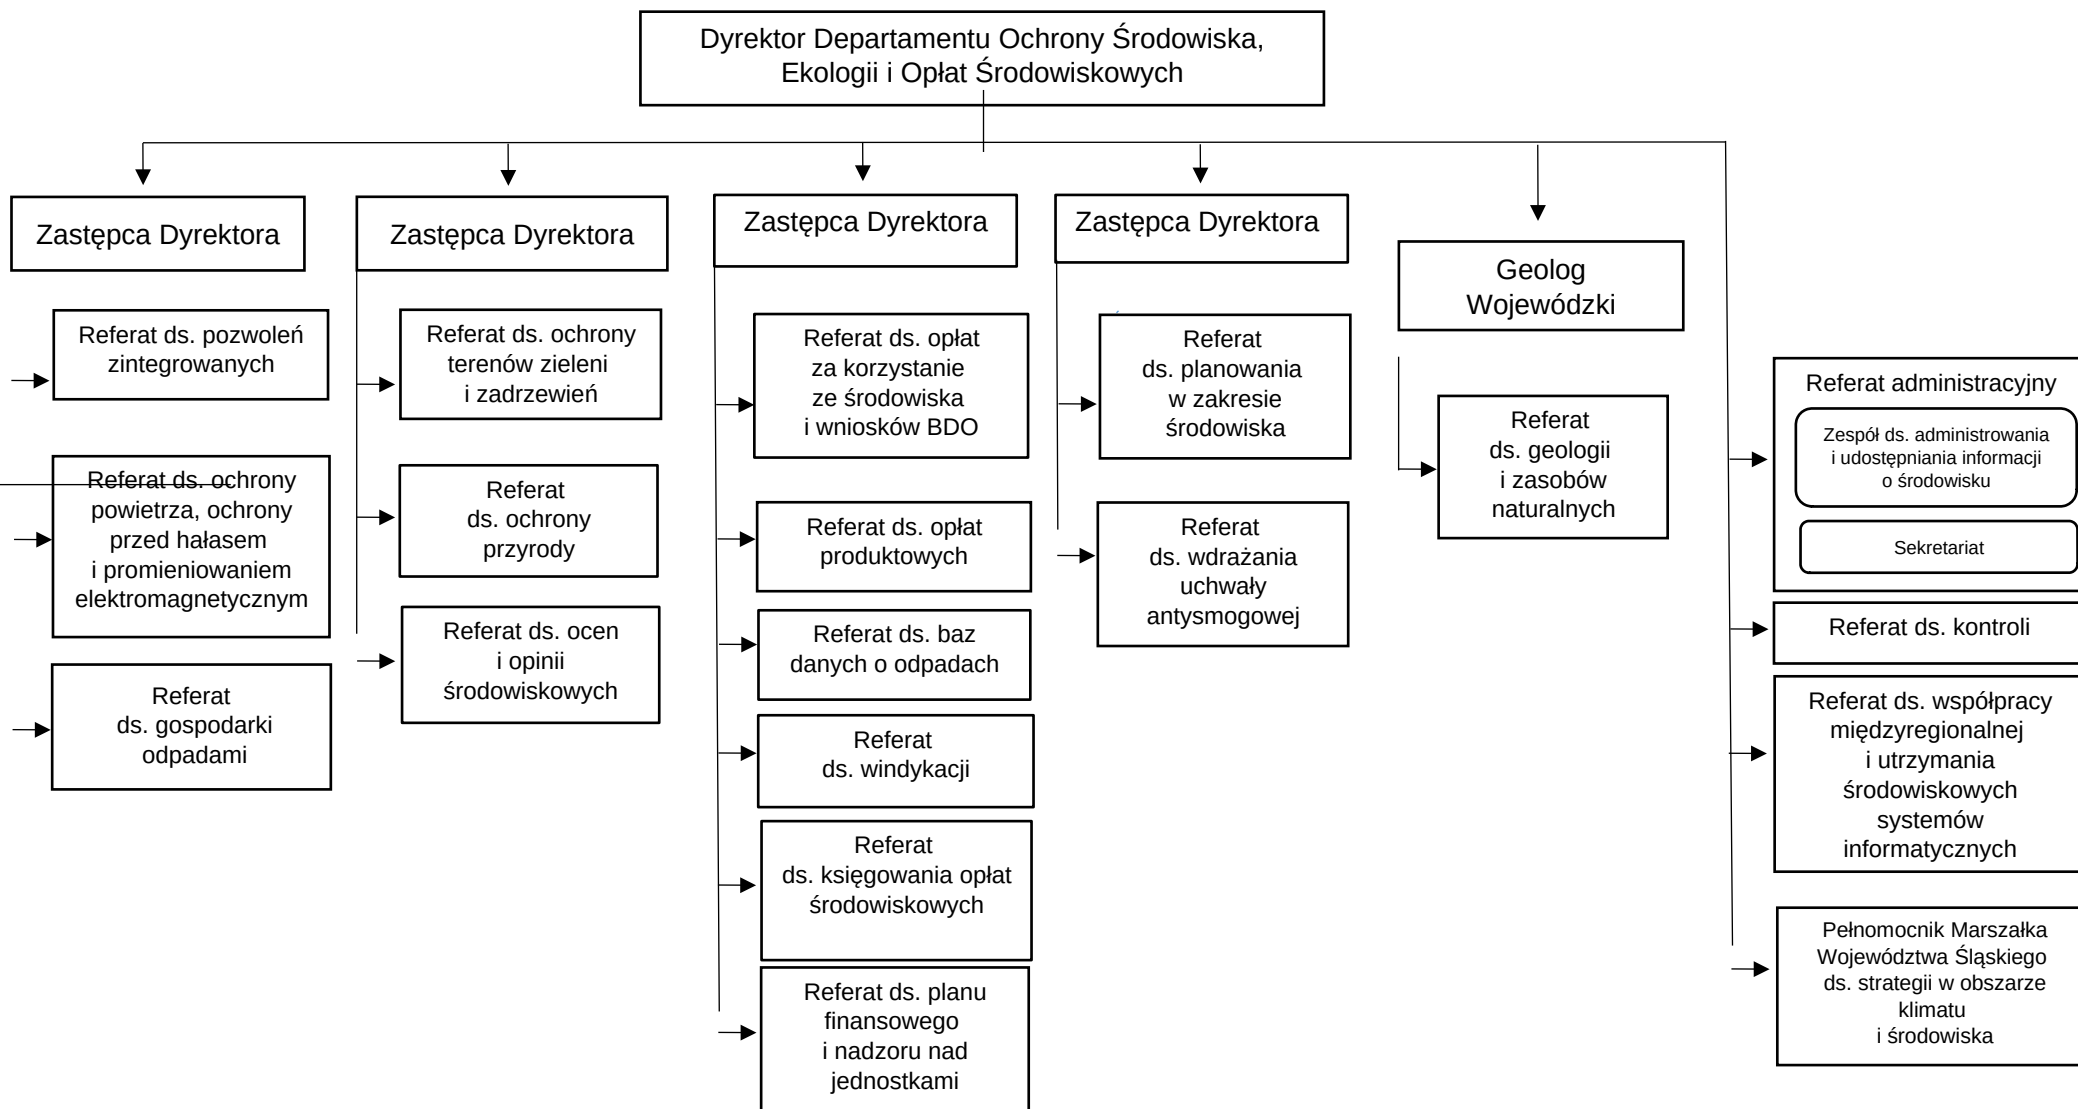 Dyrektor Departamentu Ochrony Środowiska,
Ekologii i Opłat Środowiskowych
Zastępca Dyrektora
Referat ds. pozwoleń
zintegrowanych
Referat ds. ochrony
powietrza, ochrony
przed hałasem
i promieniowaniem
elektromagnetycznym
Referat
ds. gospodarki
odpadami
Zastępca Dyrektora
Referat ds. ochrony
terenów zieleni
i zadrzewień
Referat
ds. ochrony
przyrody
Referat ds. ocen
i opinii
środowiskowych
Zastępca Dyrektora
Referat ds. opłat
za korzystanie
ze środowiska
i wniosków BDO
Referat ds. opłat
produktowych
Referat ds. baz
danych o odpadach
Referat
ds. windykacji
Referat
ds. księgowania opłat
środowiskowych
Referat ds. planu
finansowego
i nadzoru nad
jednostkami
Zastępca Dyrektora
Referat
ds. planowania
w zakresie
środowiska
Referat
ds. wdrażania
uchwały
antysmogowej
Geolog
Wojewódzki
Referat
ds. geologii
i zasobów
naturalnych
Referat administracyjny
Zespół ds. administrowania
i udostępniania informacji
o środowisku
Sekretariat
Referat ds. kontroli
Referat ds. współpracy
międzyregionalnej
i utrzymania
środowiskowych
systemów
informatycznych
Pełnomocnik Marszałka
Województwa Śląskiego
ds. strategii w obszarze
klimatu
i środowiska